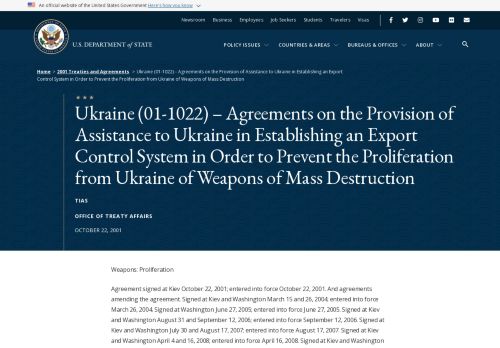 An official website of the United States Government Here's how you know
Newsroom Business Employers Job Seekers Students Travelers Visas
U.S. DEPARTMENT of STATE
POLICY ISSUES COUNTRIES & AREAS BUREAUS & OFFICES ABOUT
Home > 2001 Treaties and Agreements > Ukraine (01-1022) - Agreements on the Provision of Assistance to Ukraine in Establishing an Export
Control System in Order to Prevent the Proliferation from Ukraine of Weapons of Mass Destruction
Ukraine (01-1022) – Agreements on the Provision of
Assistance to Ukraine in Establishing an Export
Control System in Order to Prevent the Proliferation
from Ukraine of Weapons of Mass Destruction
TIAS
OFFICE OF TREATY AFFAIRS
OCTOBER 22, 2001
Weapons: Proliferation
Agreement signed at Kiev October 22, 2001; entered into force October 22, 2001. And agreements
amending the agreement. Signed at Kiev and Washington March 15 and 26, 2004; entered into force
March 26, 2004. Signed at Washington June 27, 2005; entered into force June 27, 2005. Signed at Kiev
and Washington August 31 and September 12, 2006; entered into force September 12, 2006. Signed at
Kiev and Washington July 30 and August 17, 2007; entered into force August 17, 2007. Signed at Kiev
and Washington April 4 and 16, 2008; entered into force April 16, 2008. Signed at Kiev and Washington